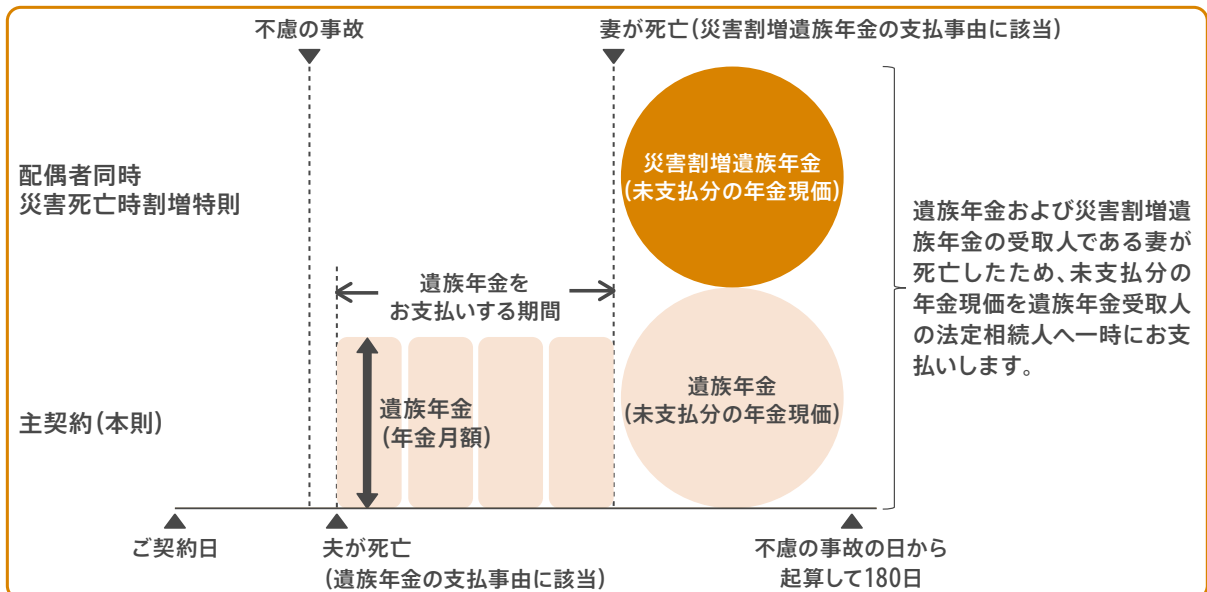 不慮の事故
妻が死亡(災害割増遺族年金の支払事由に該当)
配偶者同時
災害死亡時割増特則
災害割増遺族年金
(未支払分の年金現価)
遺族年金を
お支払いする期間
遺族年金および災害割増遺
族年金の受取人である妻が
死亡したため、未支払分の
年金現価を遺族年金受取人
の法定相続人へ一時にお支
払いします。
主契約(本則)
遺族年金
(年金月額)
遺族年金
(未支払分の年金現価)
ご契約日
夫が死亡
(遺族年金の支払事由に該当)
不慮の事故の日から
起算して180日